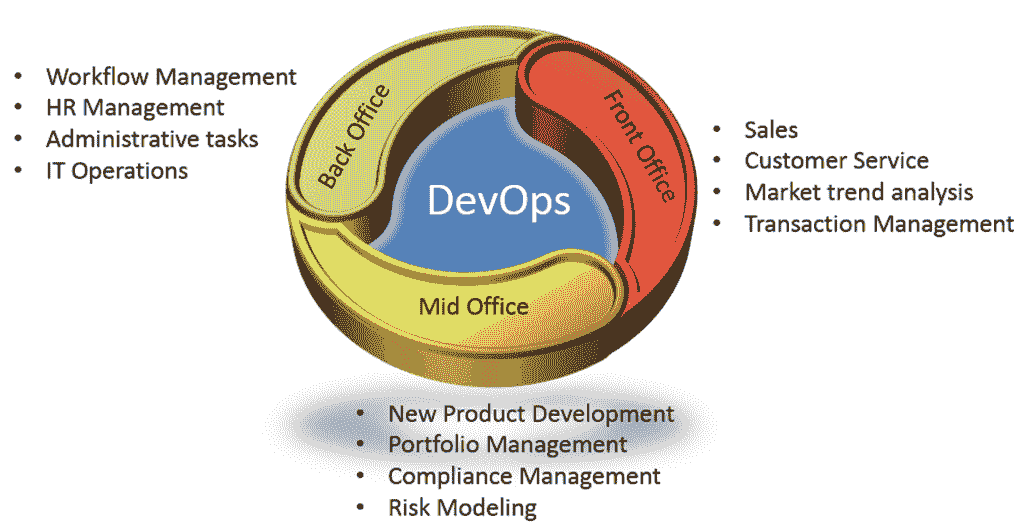 • Workflow Management
• HR Management
• Administrative tasks
• IT Operations
Back Office
Front Office
DevOps
Mid Office
• Sales
• Customer Service
• Market trend analysis
• Transaction Management
• New Product Development
• Portfolio Management
• Compliance Management
• Risk Modeling